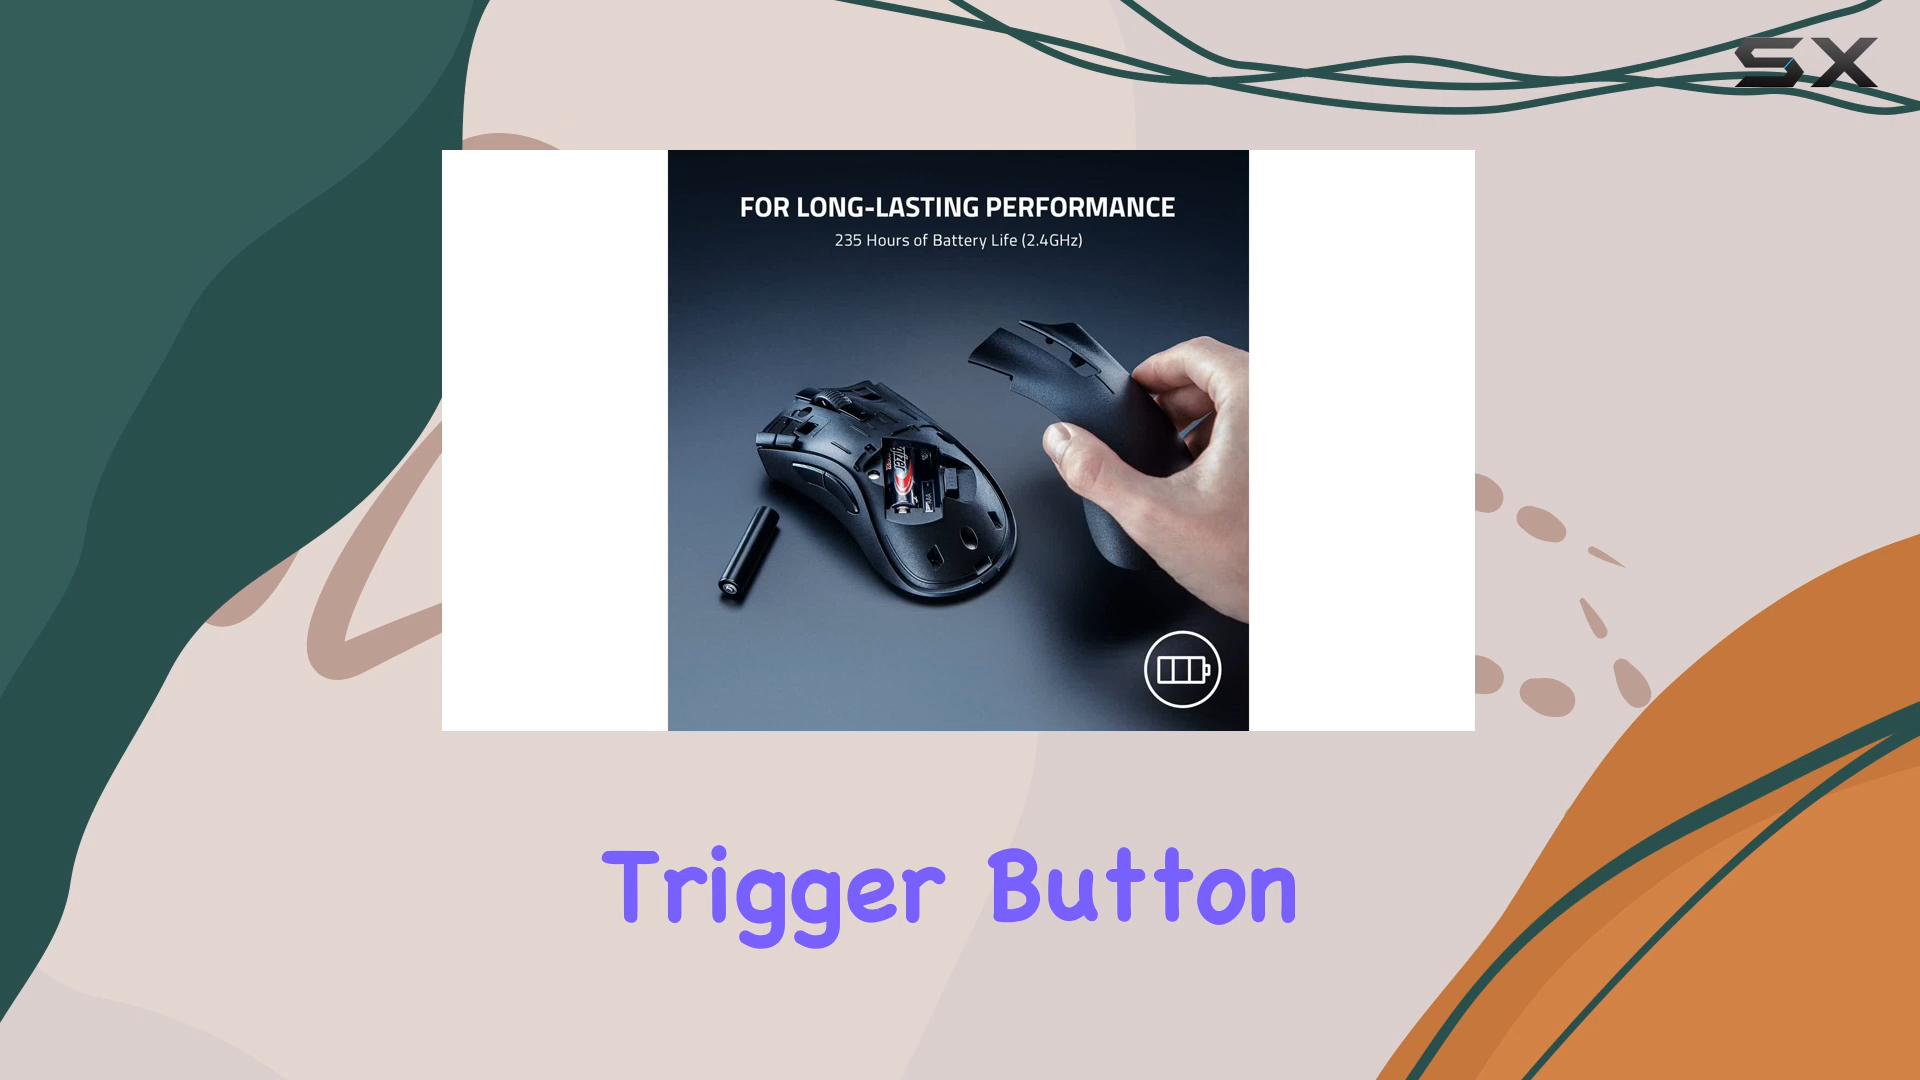 SX
FOR LONG-LASTING PERFORMANCE
235 Hours of Battery Life (2.4GHz)
Trigger Button